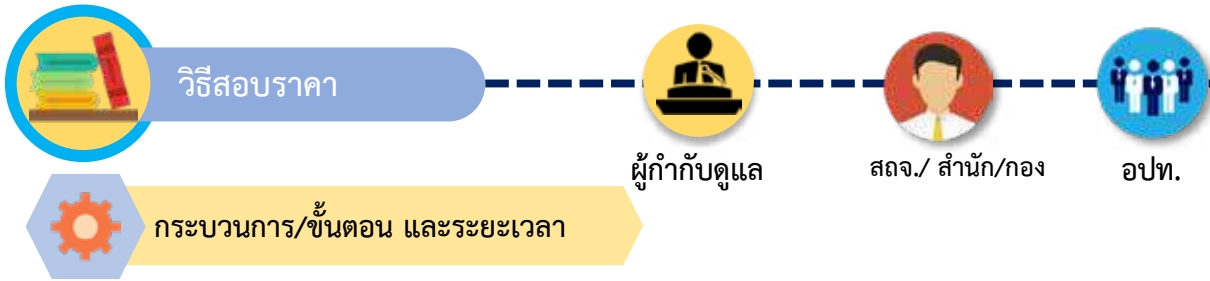 วิธีสอบราคา
ผู้กำกับดูแล
สถจ./ สำนัก/กอง
อปท.
กระบวนการ/ขั้นตอน และระยะเวลา